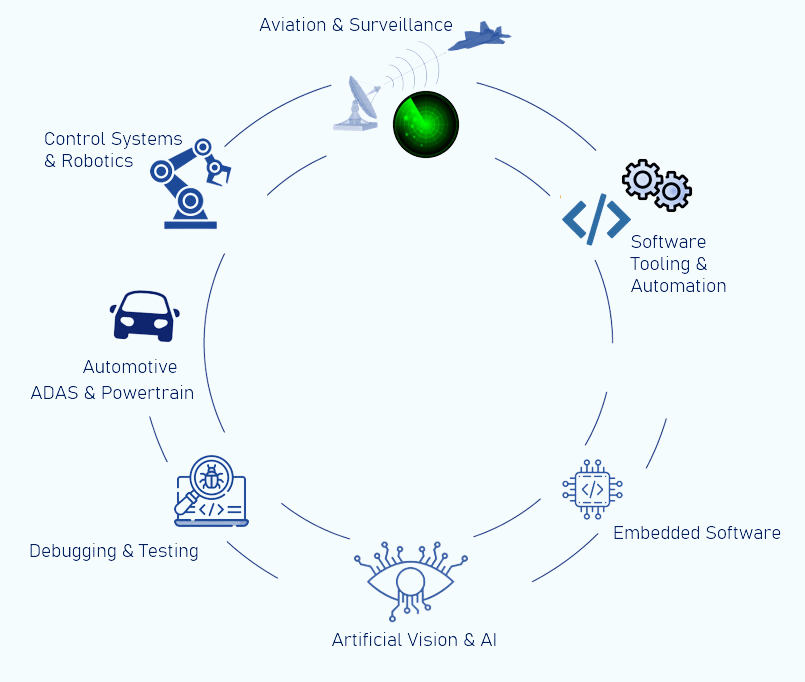 Aviation & Surveillance
Control Systems
& Robotics
</>
Software
Tooling &
Automation
Automotive
ADAS & Powertrain
</>
</>
Embedded Software
Debugging & Testing
Artificial Vision & AI